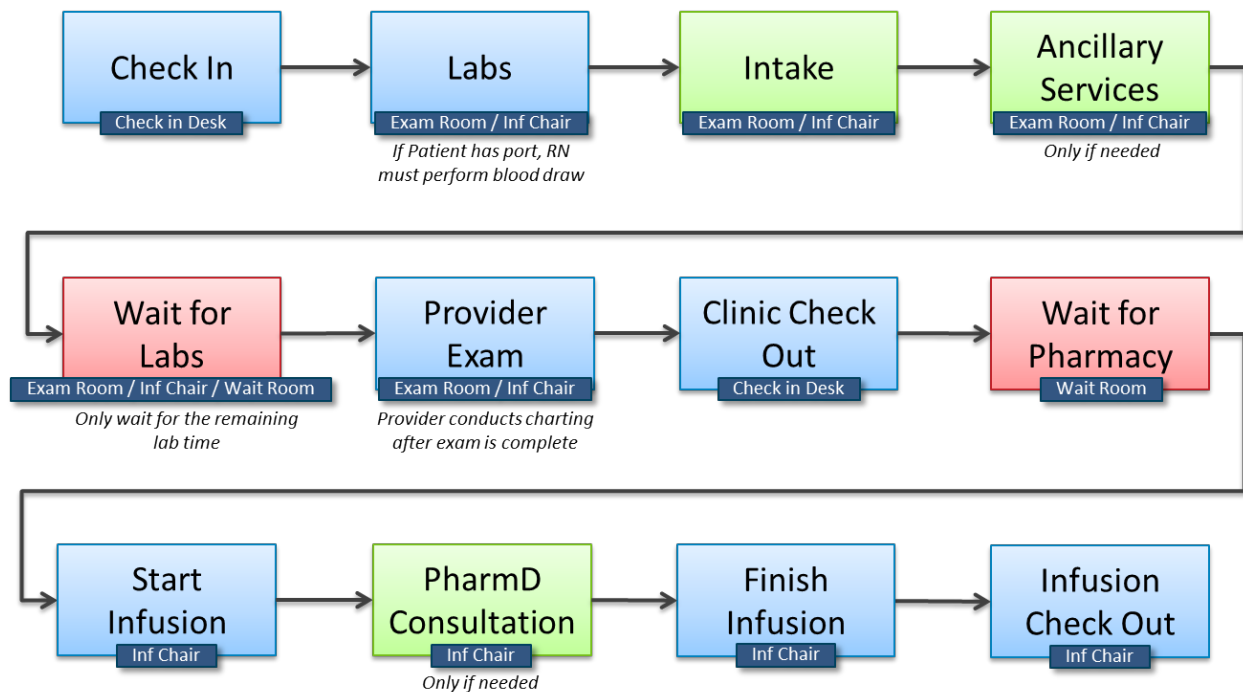 Check In
Check in Desk
Labs
Exam Room / Inf Chair
If Patient has port, RN
must perform blood draw
Intake
Exam Room / Inf Chair
Ancillary
Services
Exam Room / Inf Chair
Only if needed
Wait for
Labs
Exam Room / Inf Chair / Wait Room
Only wait for the remaining
lab time
Provider
Exam
Exam Room / Inf Chair
Provider conducts charting
after exam is complete
Clinic Check
Out
Check in Desk
Wait for
Pharmacy
Wait Room
Start
Infusion
Inf Chair
PharmD
Consultation
Inf Chair
Only if needed
Finish
Infusion
Inf Chair
Infusion
Check Out
Inf Chair